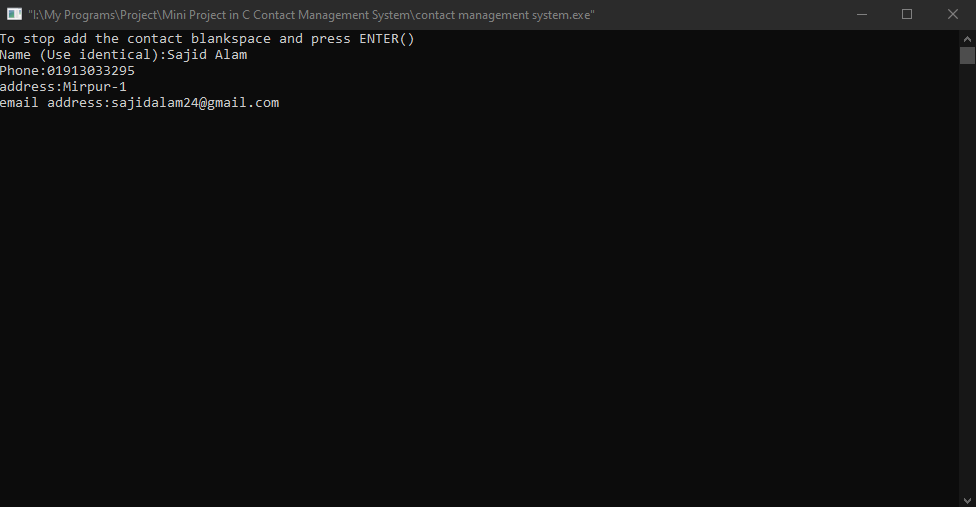 "I:\My Programs\Project\Mini Project in C Contact Management System\contact management system.exe"
To stop add the contact blankspace and press ENTER()
Name (Use identical):Sajid Alam
Phone:01913033295
address:Mirpur-1
email address:sajidalam24@gmail.com